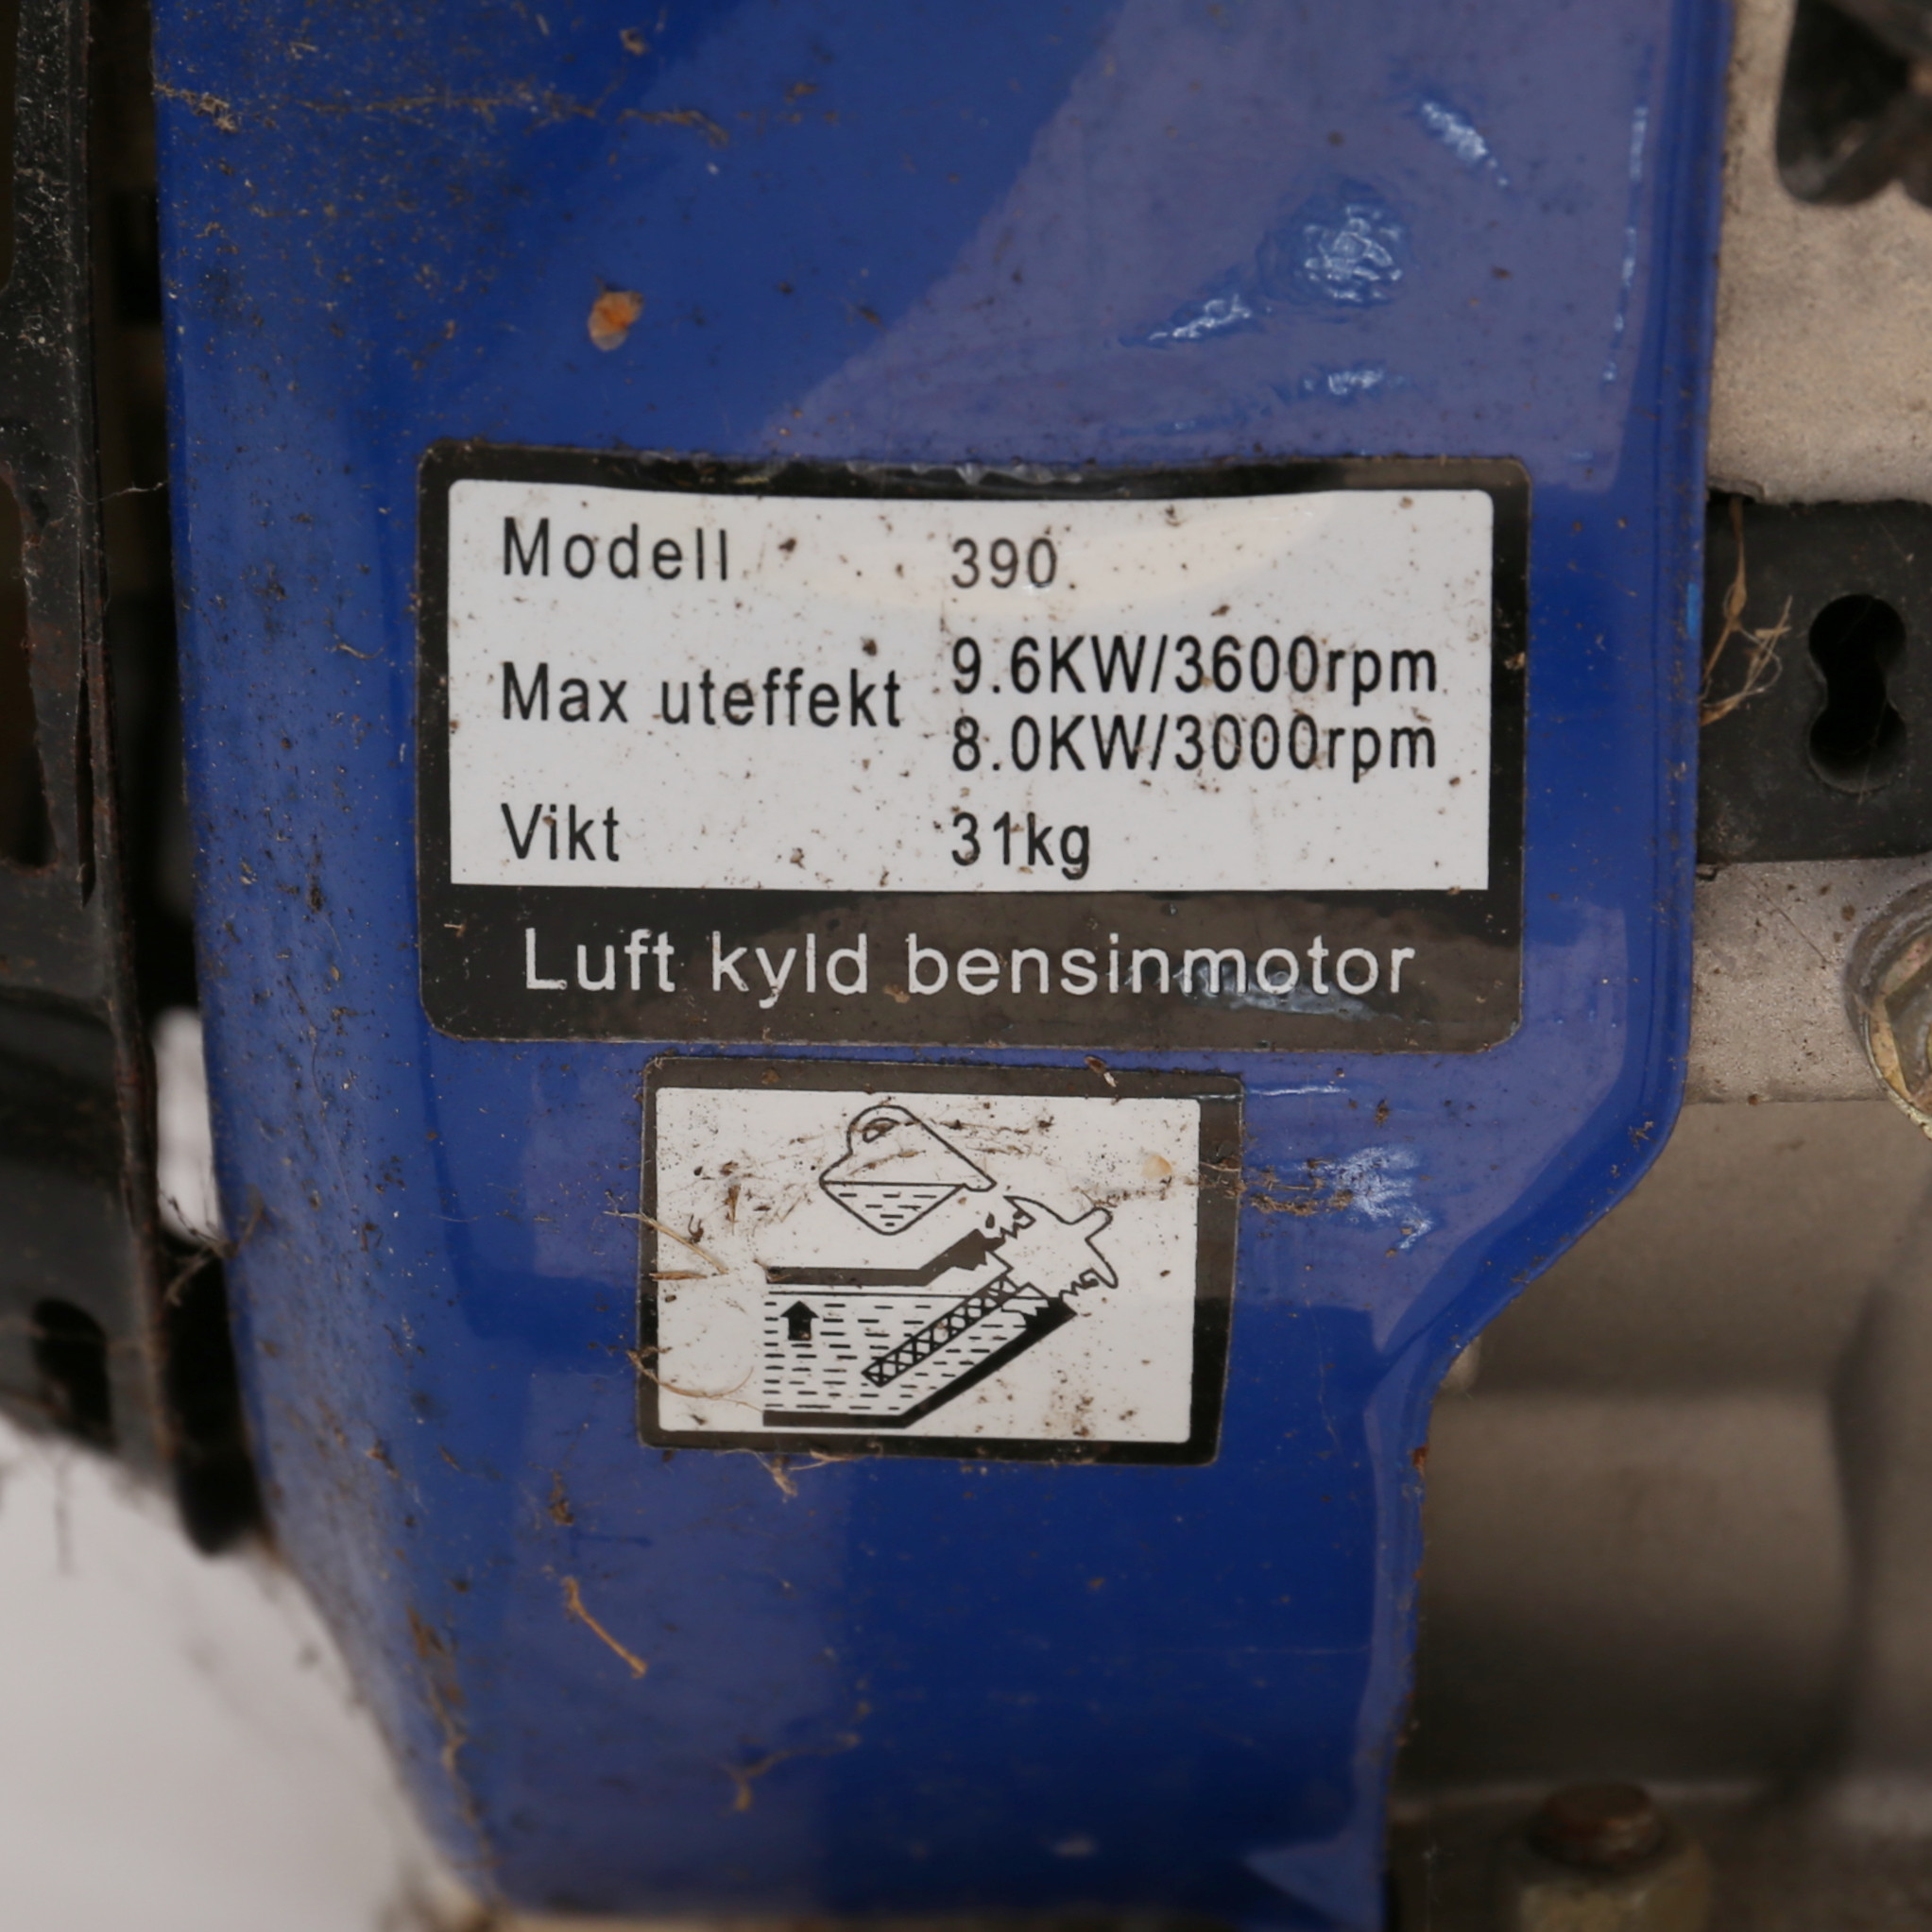 Modell 390
Max uteffekt 9.6KW/3600rpm
8.0KW/3000rpm
Vikt 31kg
Luft kyld bensinmotor